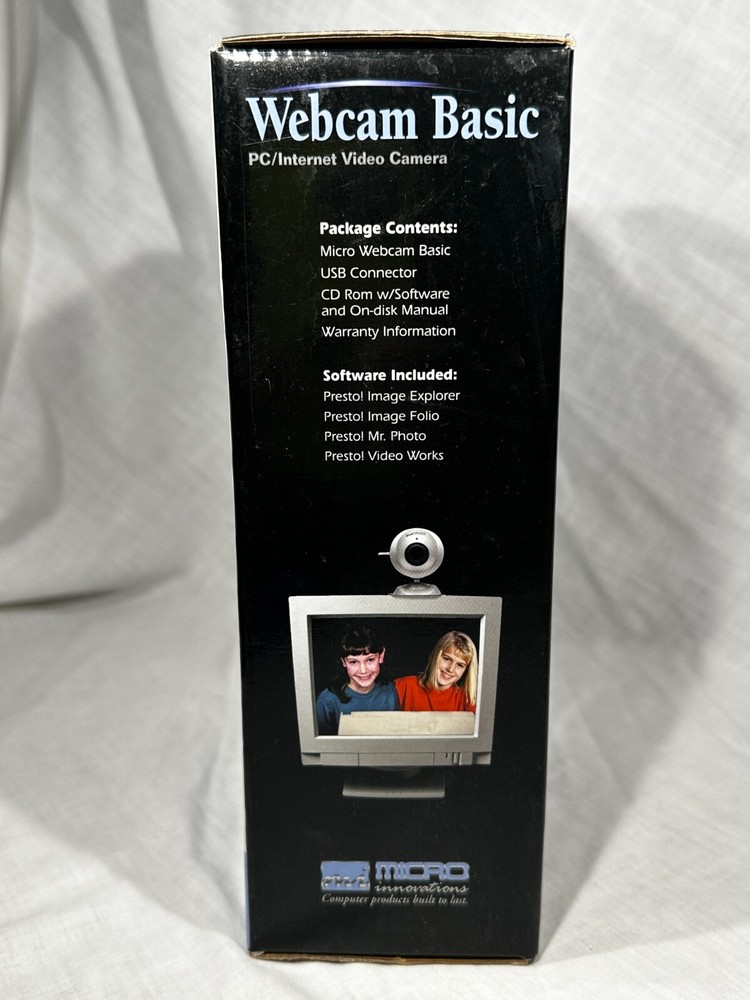 Webcam Basic
PC/Internet Video Camera
Package Contents:
Micro Webcam Basic
USB Connector
CD Rom w/Software
and On-disk Manual
Warranty Information
Software Included:
Presto! Image Explorer
Presto! Image Folio
Presto! Mr. Photo
Presto! Video Works
MICRO
innovations
Computer products built to last.